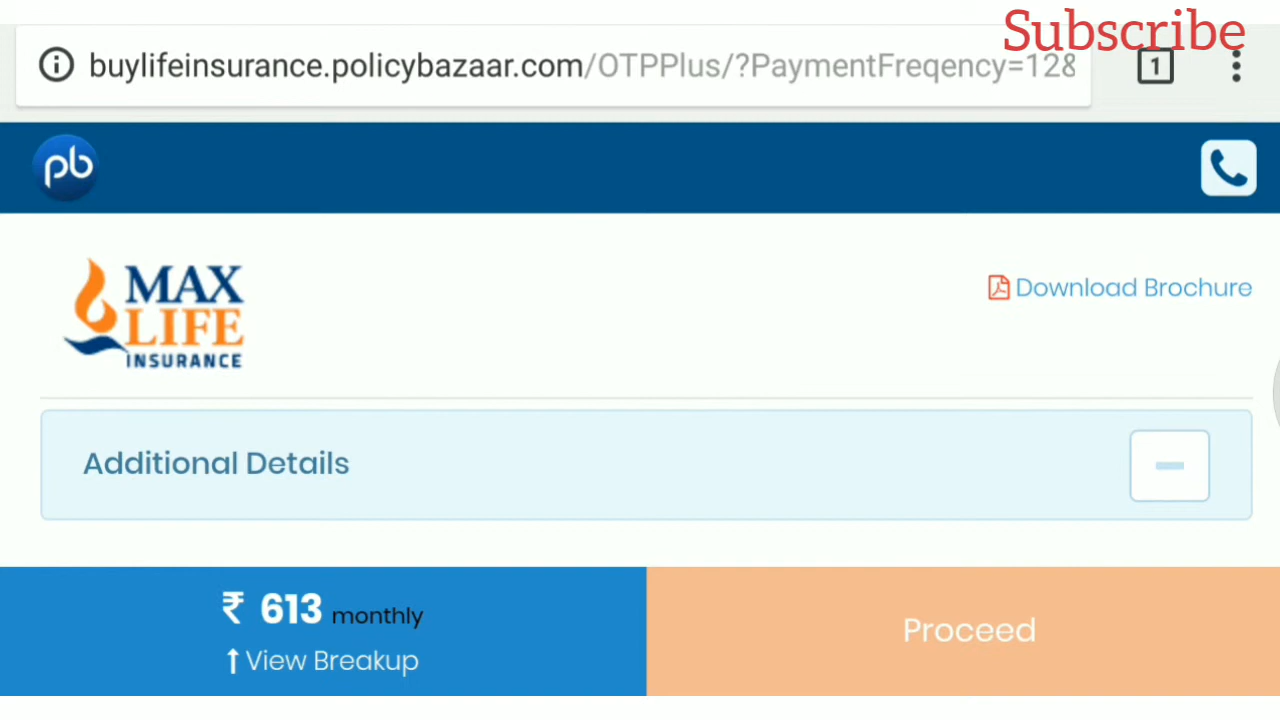 Subscribe
buylifeinsurance.policybazaar.com/OTPPlus/?PaymentFreqency=12&
1
pb
MAX
LIFE
INSURANCE
Download Brochure
Additional Details
₹ 613 monthly
↑ View Breakup
Proceed